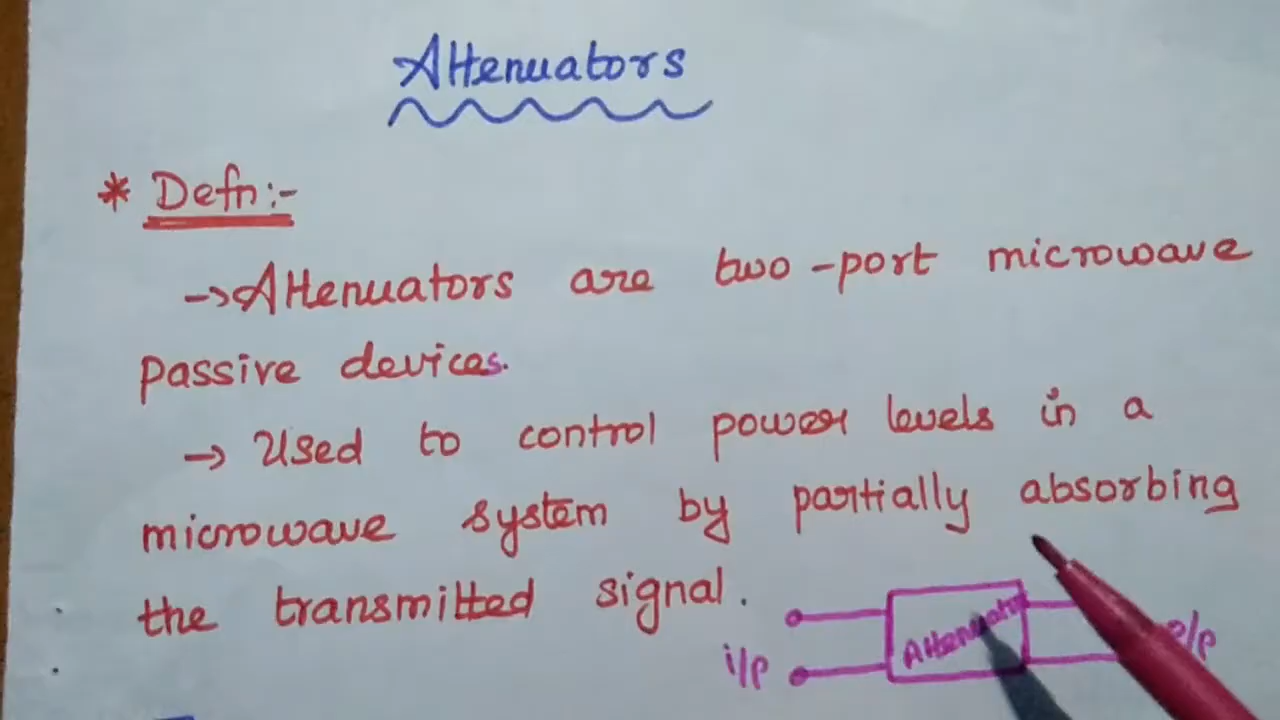 Attenuators
* Defn:-
→ Attenuators are two-port microwave
passive devices.
→ Used to control power levels in a
microwave system by partially absorbing
the transmitted signal.
Attenuator
i/p
o/p